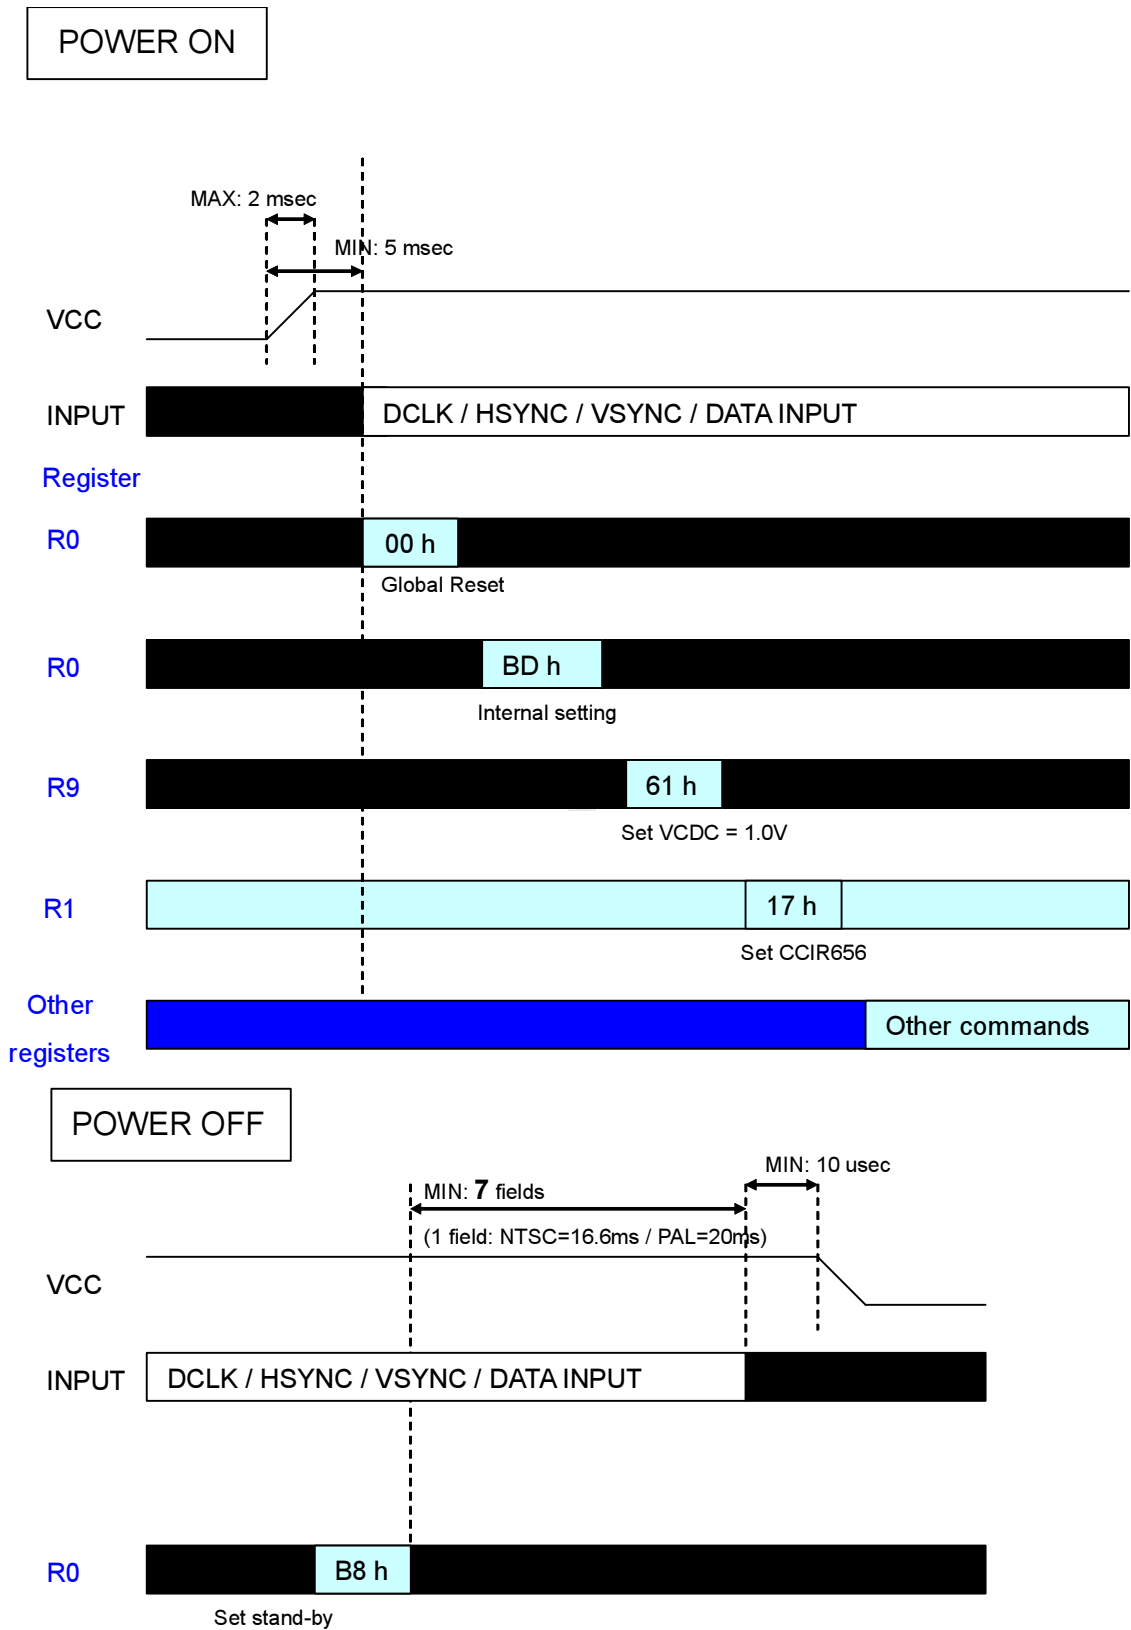 POWER ON
MAX: 2 msec
MIN: 5 msec
VCC
INPUT
DCLK / HSYNC / VSYNC / DATA INPUT
Register
R0
00 h
Global Reset
R0
BD h
Internal setting
R9
61 h
Set VCDC = 1.0V
R1
17 h
Set CCIR656
Other
registers
Other commands
POWER OFF
MIN: 10 usec
MIN: 7 fields
(1 field: NTSC=16.6ms / PAL=20ms)
VCC
INPUT
DCLK / HSYNC / VSYNC / DATA INPUT
R0
B8 h
Set stand-by